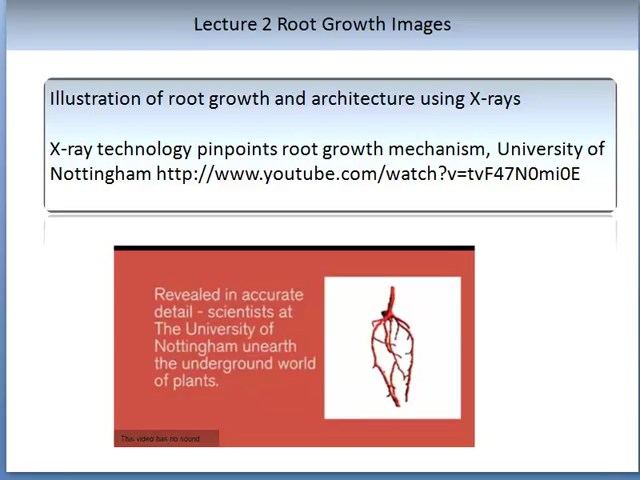 Lecture 2 Root Growth Images
Illustration of root growth and architecture using X-rays
X-ray technology pinpoints root growth mechanism, University of
Nottingham http://www.youtube.com/watch?v=tvF47N0mi0E
Revealed in accurate
detail - scientists at
The University of
Nottingham unearth
the underground world
of plants.
This video has no sound